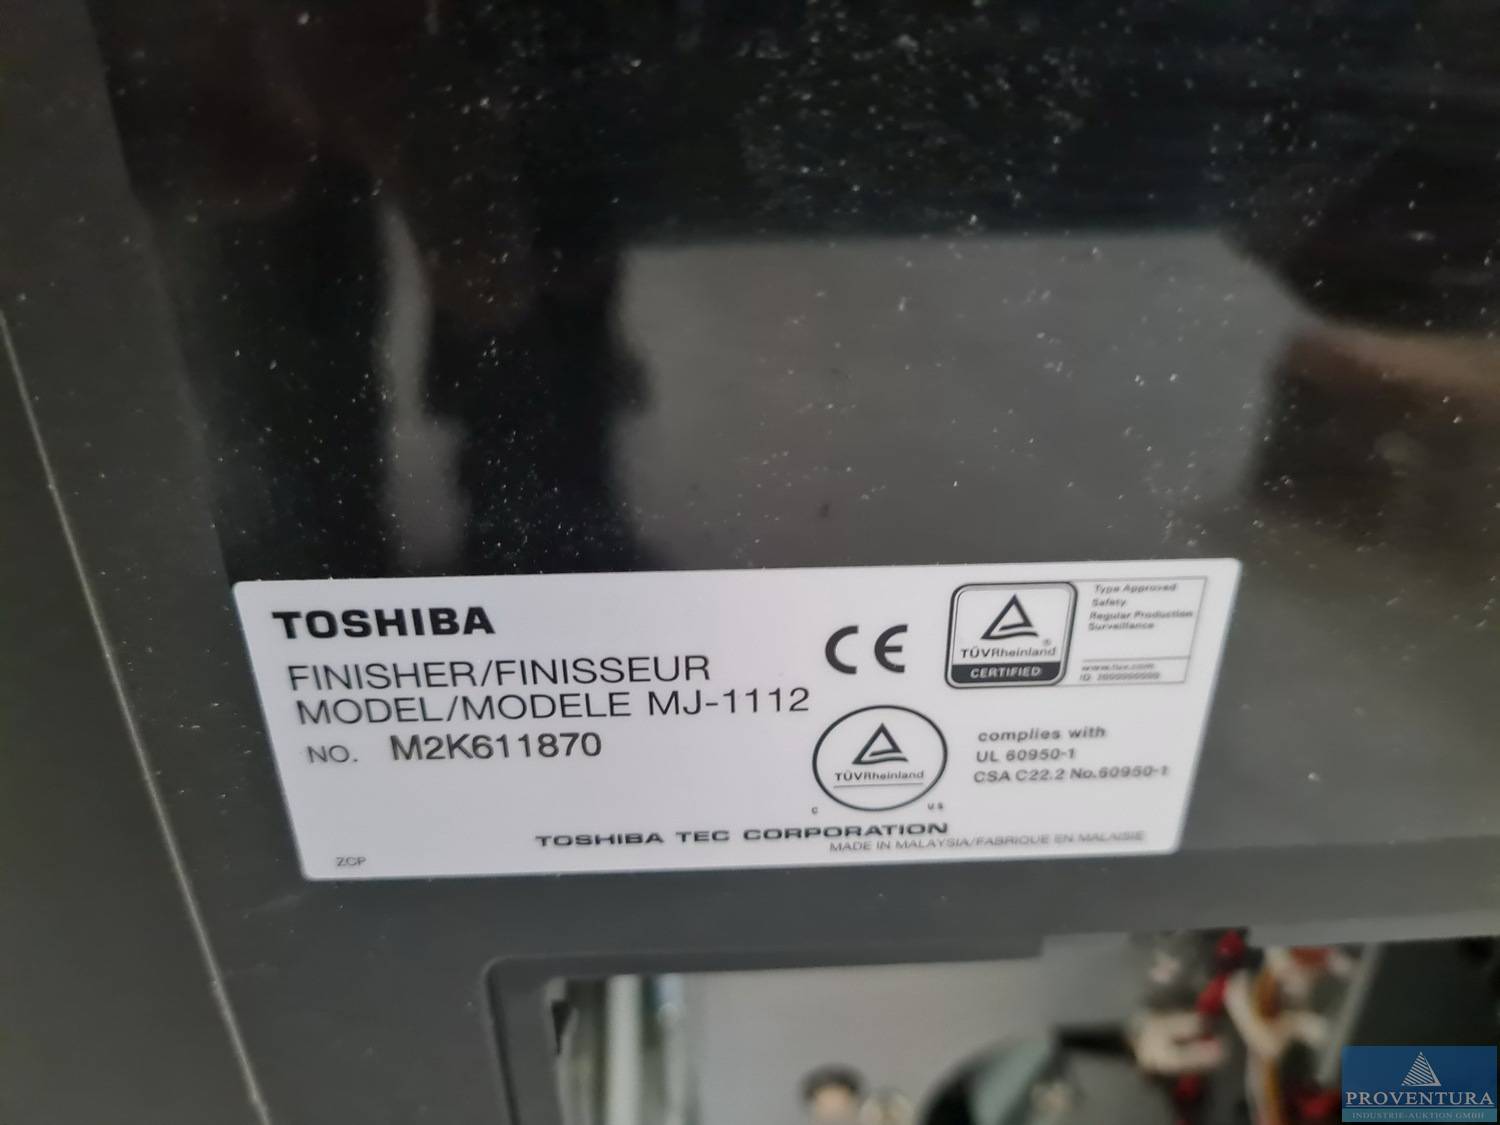 TOSHIBA
FINISHER/FINISSEUR
MODEL/MODELE MJ-1112
NO. M2K611870
CE
TÜVRheinland®
CERTIFIED
Type Approved
Safety
Regular Production
Surveillance
www.tuv.com
ID
TÜVRheinland
C US
complies with
UL 60950-1
CSA C22.2 No.60950-1
TOSHIBA TEC CORPORATION
MADE IN MALAYSIA/FABRIQUE EN MALAISIE
ZCP
PROVENTURA
INDUSTRIE-AUKTION GMBH